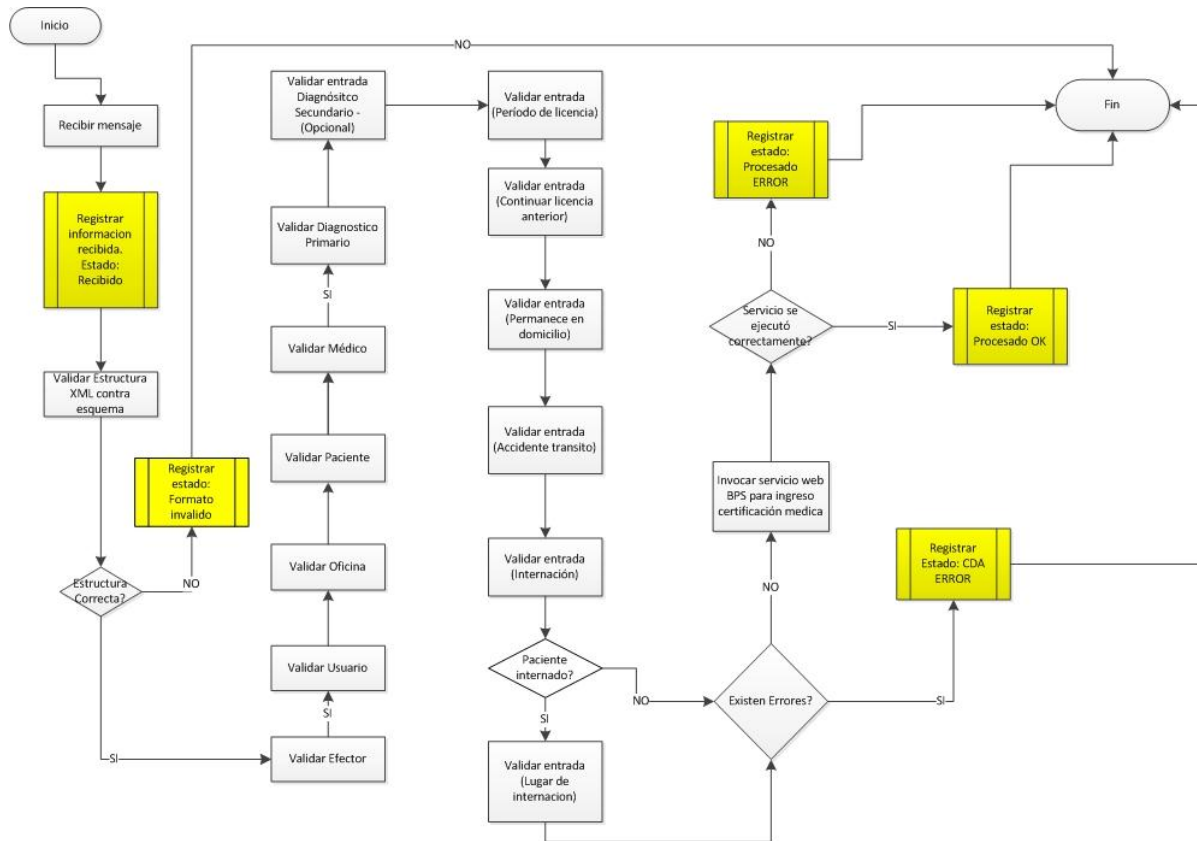 Inicio
Recibir mensaje
Registrar
informacion
recibida.
Estado:
Recibido
Validar Estructura
XML contra
esquema
Estructura
Correcta?
NO
SI
Registrar
estado:
Formato
invalido
NO
Validar Efector
SI
Validar Usuario
Validar Oficina
Validar Paciente
Validar Médico
SI
Validar Diagnostico
Primario
Validar entrada
Diagnósitco
Secundario -
(Opcional)
Validar entrada
(Período de licencia)
Validar entrada
(Continuar licencia
anterior)
Validar entrada
(Permanece en
domicilio)
Validar entrada
(Accidente transito)
Validar entrada
(Internación)
Paciente
internado?
NO
SI
Validar entrada
(Lugar de
internacion)
Existen Errores?
SI
NO
Registrar
Estado: CDA
ERROR
Invocar servicio web
BPS para ingreso
certificación medica
Servicio se
ejecutó
correctamente?
SI
NO
Registrar
estado:
Procesado OK
Registrar
estado:
Procesado
ERROR
Fin